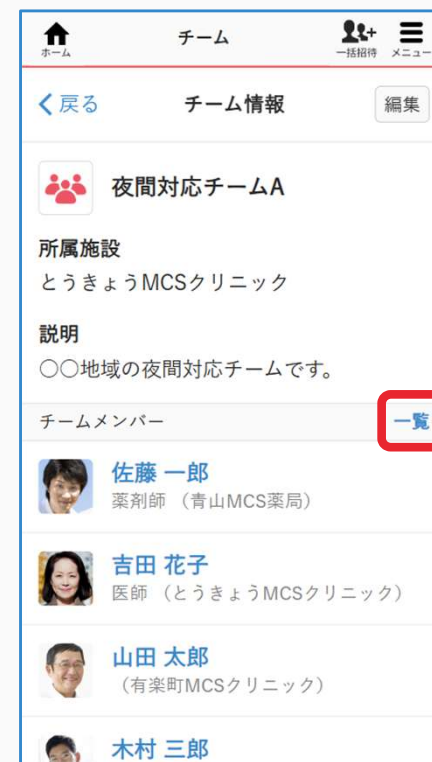 ホーム
チーム
一括招待
メニュー
戻る
チーム情報
編集
夜間対応チームA
所属施設
とうきょうMCSクリニック
説明
○○地域の夜間対応チームです。
チームメンバー
一覧
佐藤 一郎
薬剤師 （青山MCS薬局）
吉田 花子
医師 （とうきょうMCSクリニック）
山田 太郎
（有楽町MCSクリニック）
木村 三郎